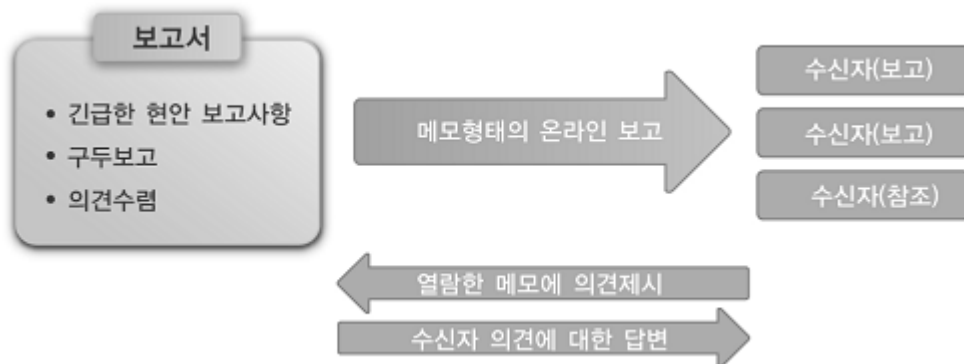 보고서
• 긴급한 현안 보고사항
• 구두보고
• 의견수렴
메모형태의 온라인 보고
수신자(보고)
수신자(보고)
수신자(참조)
열람한 메모에 의견제시
수신자 의견에 대한 답변